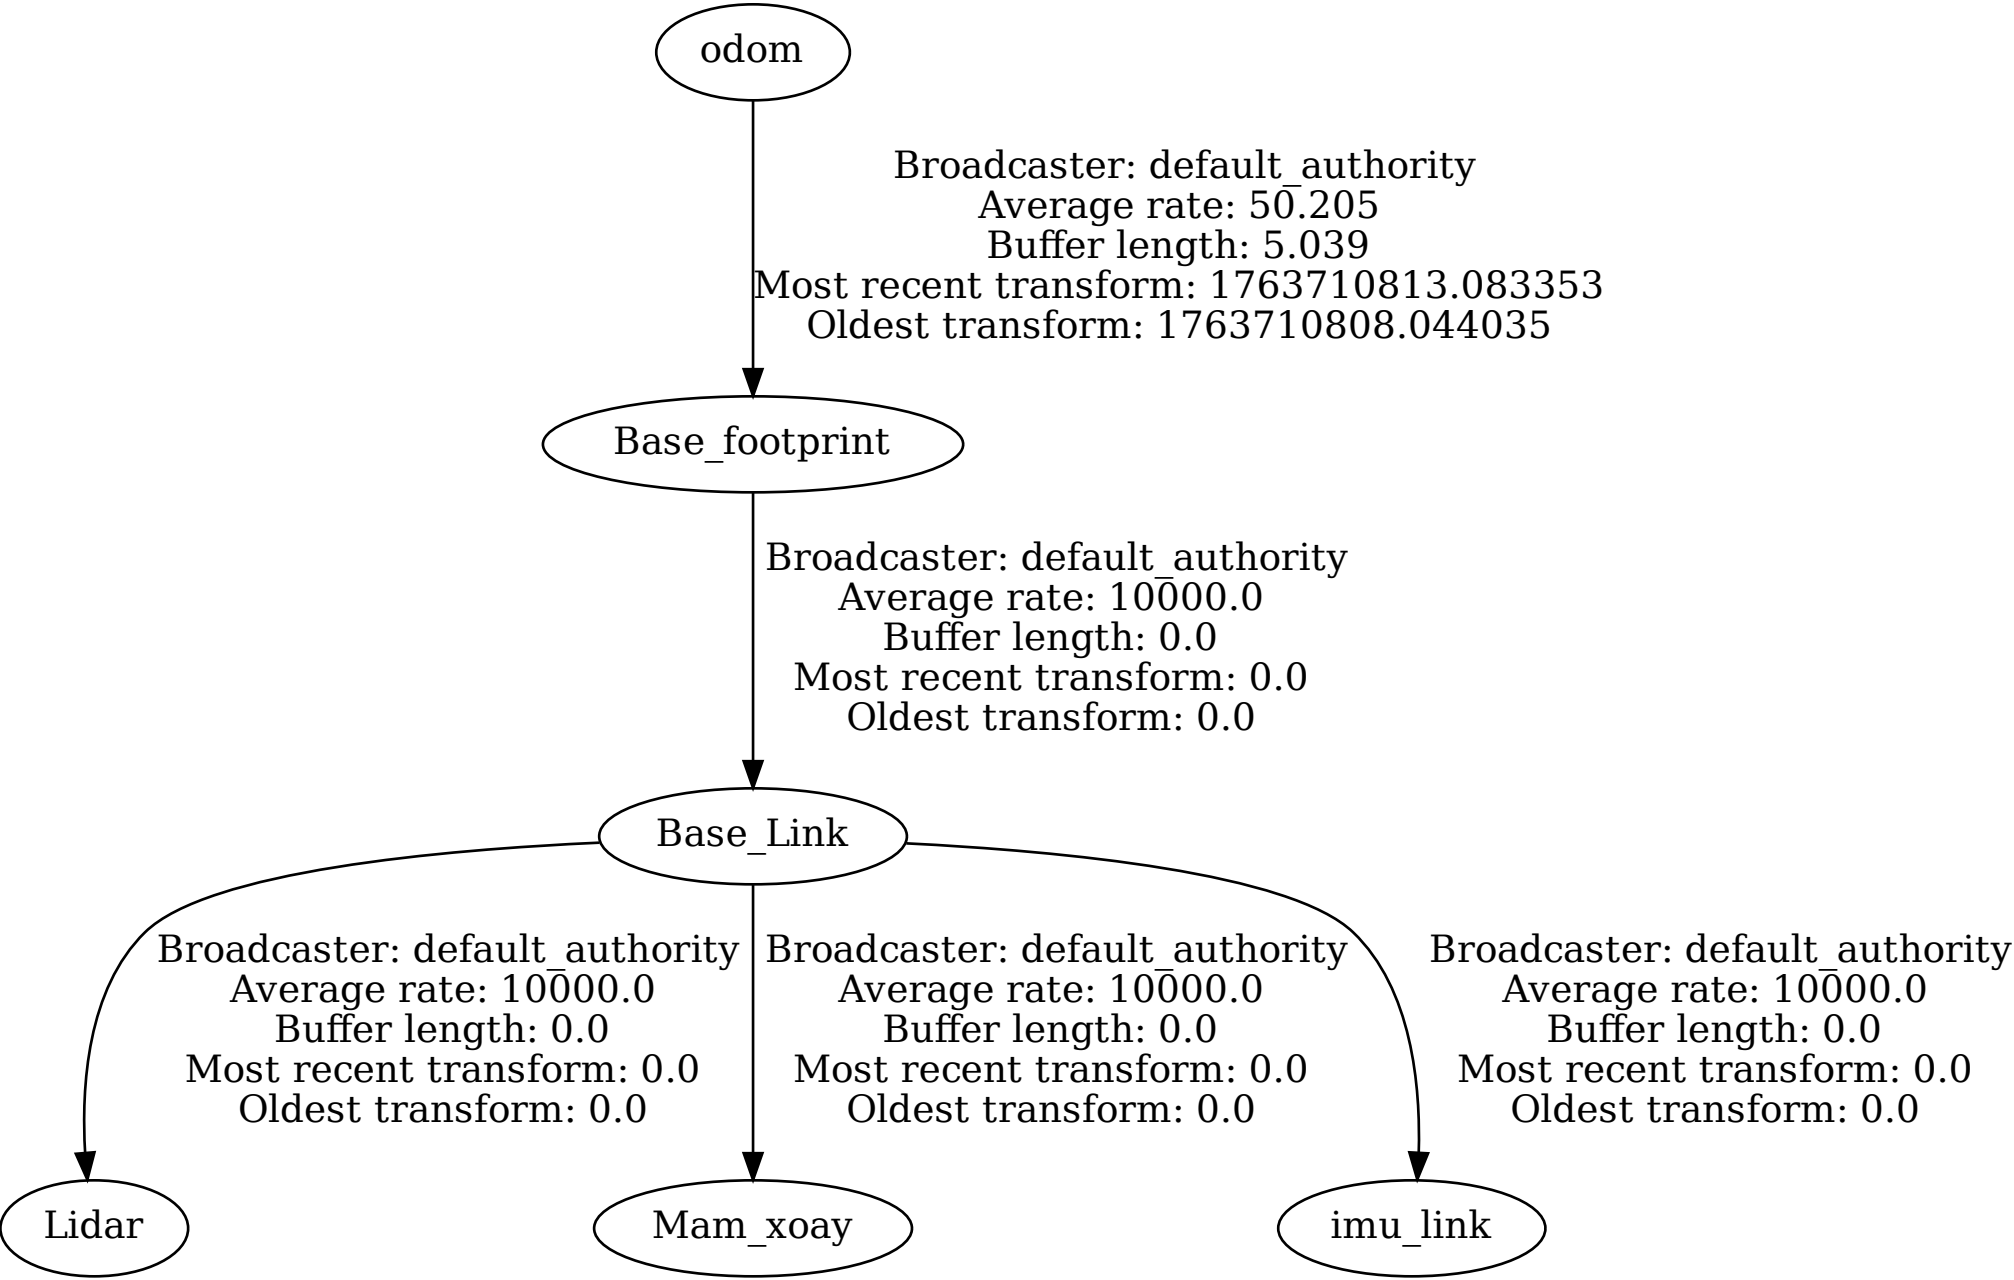 odom
Broadcaster: default_authority
Average rate: 50.205
Buffer length: 5.039
Most recent transform: 1763710813.083353
Oldest transform: 1763710808.044035
Base_footprint
Broadcaster: default_authority
Average rate: 10000.0
Buffer length: 0.0
Most recent transform: 0.0
Oldest transform: 0.0
Base_Link
Broadcaster: default_authority
Average rate: 10000.0
Buffer length: 0.0
Most recent transform: 0.0
Oldest transform: 0.0
Broadcaster: default_authority
Average rate: 10000.0
Buffer length: 0.0
Most recent transform: 0.0
Oldest transform: 0.0
Broadcaster: default_authority
Average rate: 10000.0
Buffer length: 0.0
Most recent transform: 0.0
Oldest transform: 0.0
Lidar
Mam_xoay
imu_link